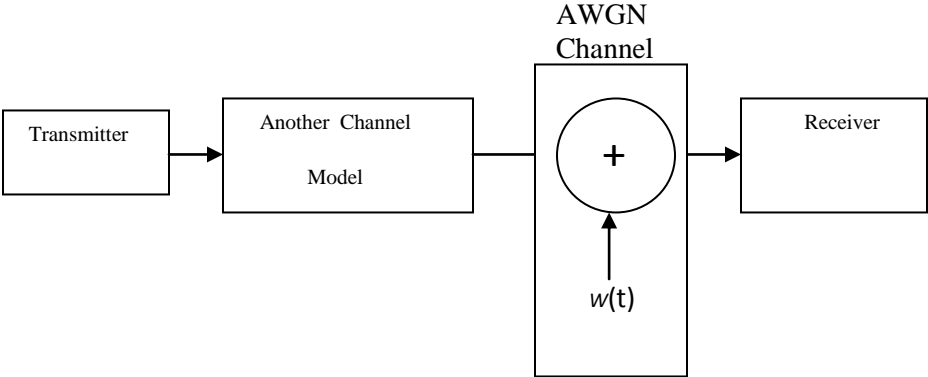 AWGN
Channel
Transmitter
Another Channel
Model
+
w(t)
Receiver